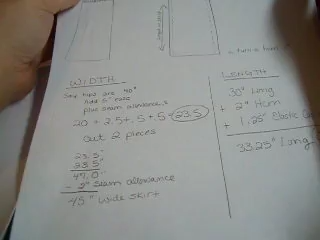 WIDTH
Say hips are 40"
Add 5" ease
plus seam allowance .5
20 + 2.5 + .5 + .5 = 23.5
cut 2 pieces
23.5"
23.5"
47.0"
- 2" Seam allowance
45" wide skirt
LENGTH
30" Long
+ 2" Hem
+ 1.25" Elastic
33.25" Long